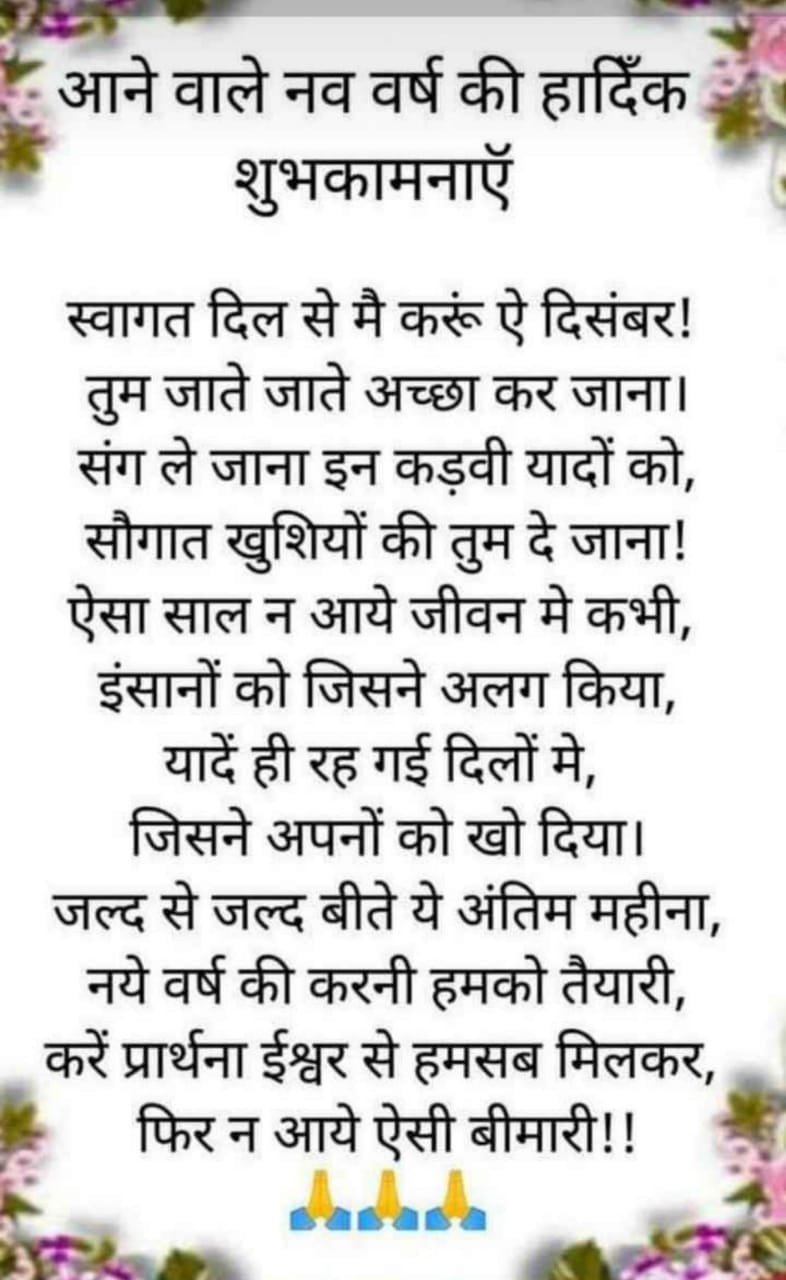 आने वाले नव वर्ष की हार्दिँक
शुभकामनाएॅ
स्वागत दिल से मै करूं ऐ दिसंबर!
तुम जाते जाते अच्छा कर जाना।
संग ले जाना इन कड़वी यादों को,
सौगात खुशियों की तुम दे जाना!
ऐसा साल न आये जीवन मे कभी,
इंसानों को जिसने अलग किया,
यादें ही रह गई दिलों मे,
जिसने अपनों को खो दिया।
जल्द से जल्द बीते ये अंतिम महीना,
नये वर्ष की करनी हमको तैयारी,
करें प्रार्थना ईश्वर से हमसब मिलकर,
फिर न आये ऐसी बीमारी!!
🙏🙏🙏